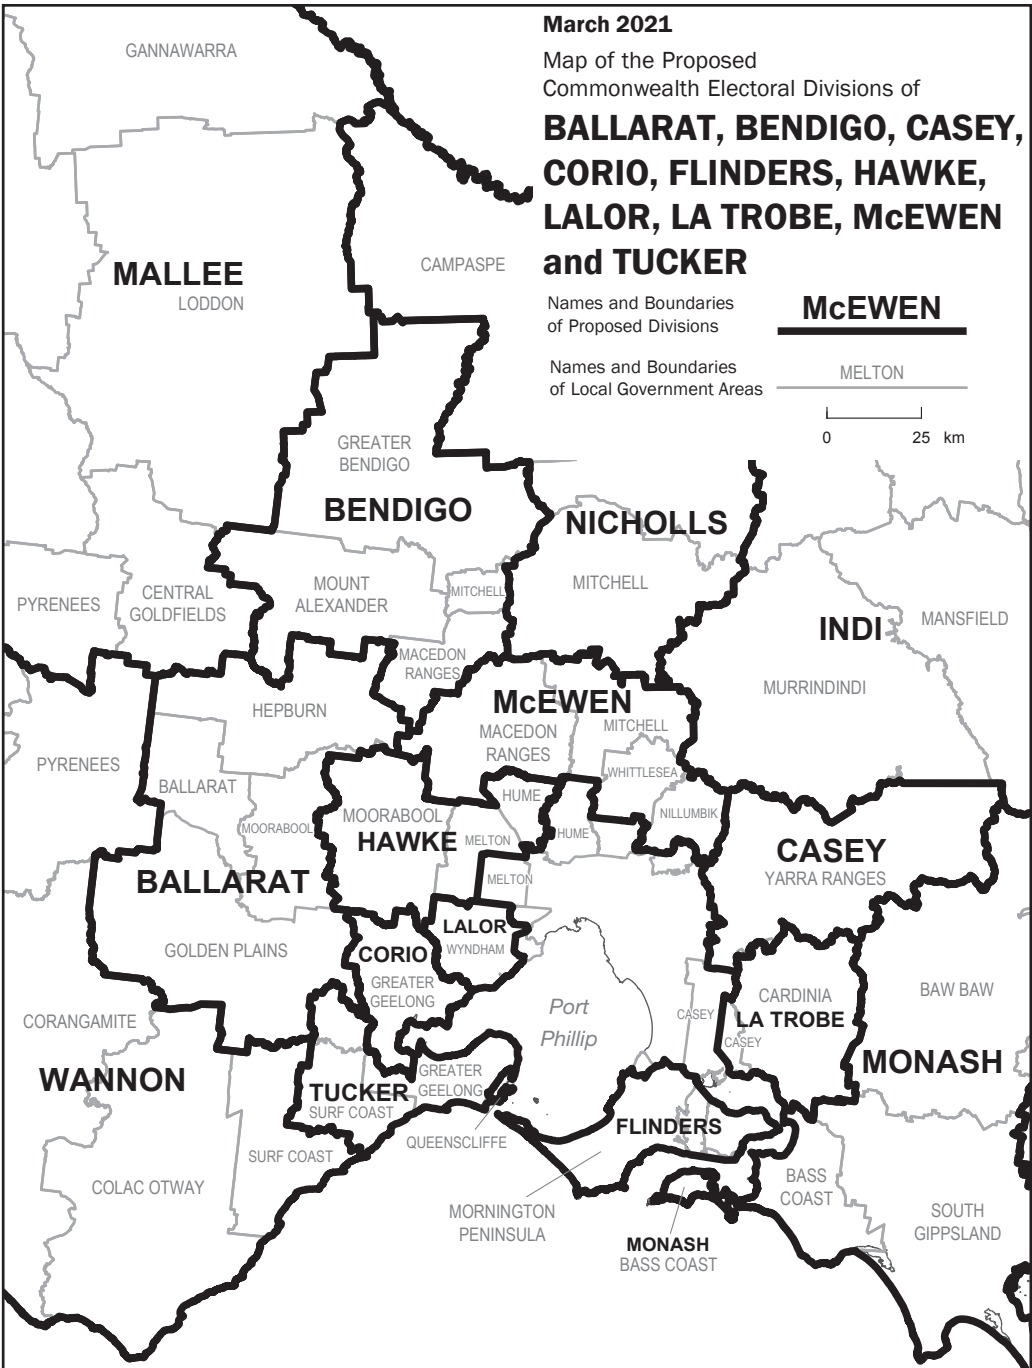 March 2021
Map of the Proposed
Commonwealth Electoral Divisions of
BALLARAT, BENDIGO, CASEY,
CORIO, FLINDERS, HAWKE,
LALOR, LA TROBE, McEWEN
and TUCKER
Names and Boundaries
of Proposed Divisions
McEWEN
Names and Boundaries
of Local Government Areas
MELTON
0 25 km
GANNAWARRA
CAMPASPE
MALLEE
LODDON
GREATER
BENDIGO
BENDIGO
NICHOLLS
MITCHELL
MITCHELL
MOUNT
ALEXANDER
CENTRAL
GOLDFIELDS
PYRENEES
INDI
MANSFIELD
MURRINDINDI
MACEDON
RANGES
HEPBURN
McEWEN
MITCHELL
MACEDON
RANGES
PYRENEES
BALLARAT
WHITTLESEA
HUME
NILLUMBIK
MOORABOOL
MOORABOOL
HAWKE
MELTON
HUME
CASEY
YARRA RANGES
BALLARAT
MELTON
GOLDEN PLAINS
LALOR
WYNDHAM
CORIO
GREATER
GEELONG
Port
Phillip
CASEY
CARDINIA
LA TROBE
CASEY
BAW BAW
MONASH
CORANGAMITE
WANNON
TUCKER
SURF COAST
GREATER
GEELONG
FLINDERS
QUEENSCLIFFE
SURF COAST
COLAC OTWAY
MORNINGTON
PENINSULA
MONASH
BASS COAST
BASS
COAST
SOUTH
GIPPSLAND